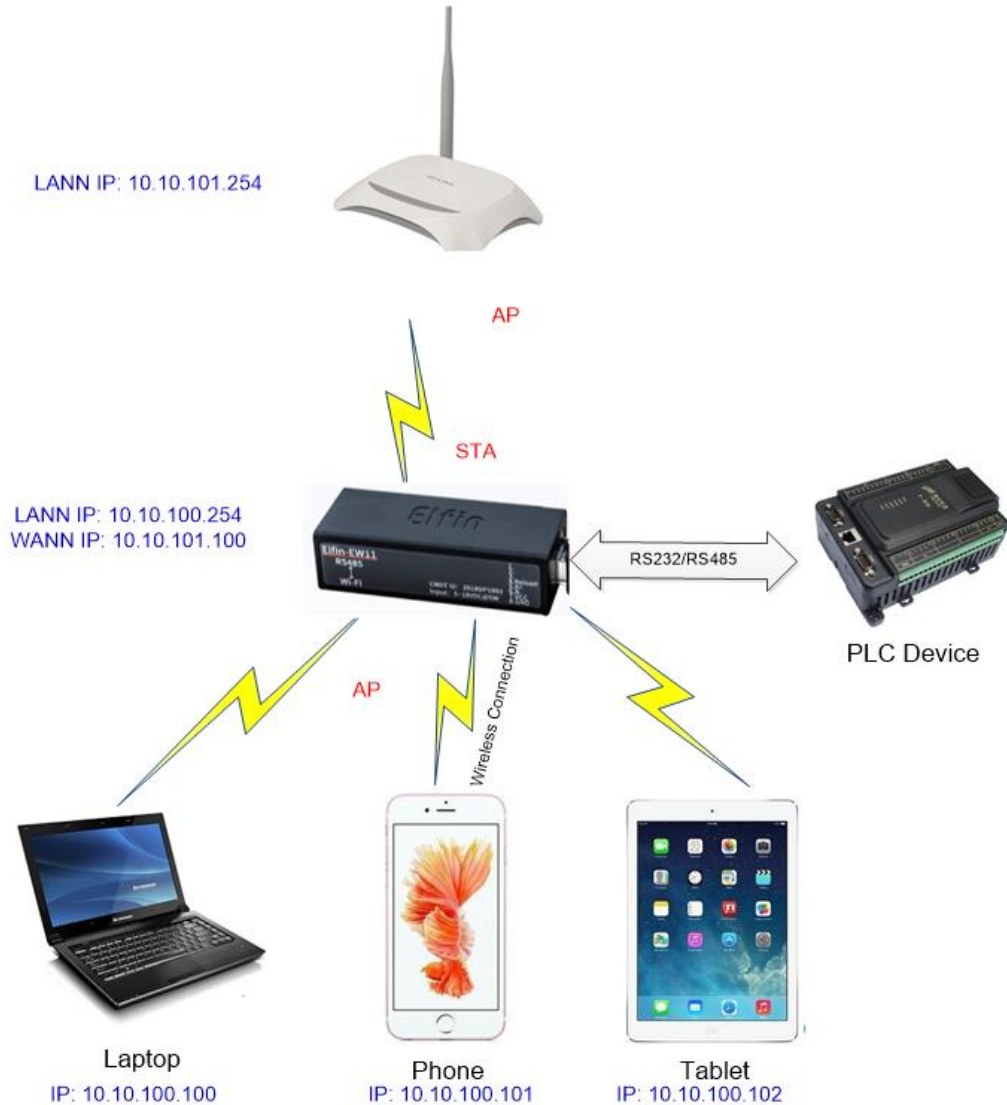 LANN IP: 10.10.101.254
AP
STA
LANN IP: 10.10.100.254
WANN IP: 10.10.101.100
Elfin
Elfin-EW11
RS485
Wi-Fi
RS232/RS485
PLC Device
AP
Wireless Connection
Laptop
IP: 10.10.100.100
Phone
IP: 10.10.100.101
Tablet
IP: 10.10.100.102